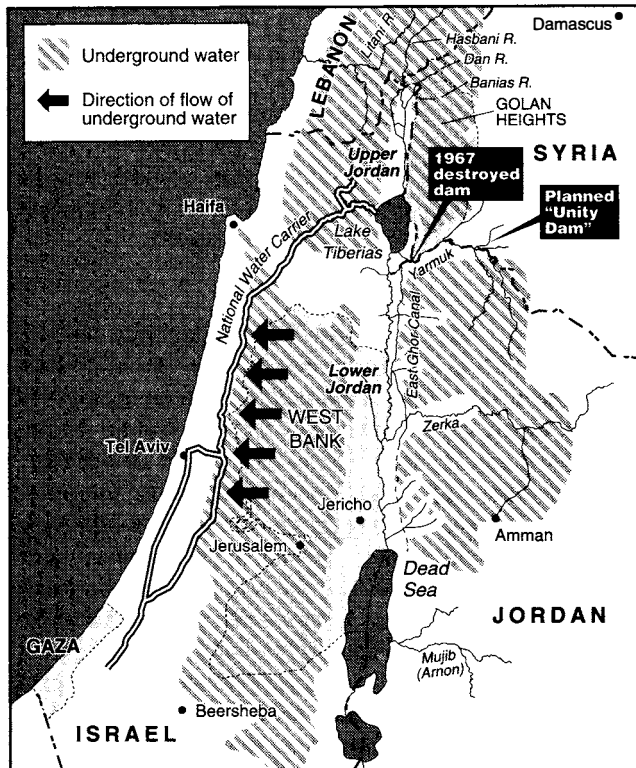 Underground water
Direction of flow of
underground water
Damascus
LEBANON
Litani R.
Hasbani R.
Dan R.
Banias R.
GOLAN
HEIGHTS
SYRIA
Upper
Jordan
1967
destroyed
dam
Planned
"Unity
Dam"
Haifa
National Water Carrier
Lake
Tiberias
Yarmuk
East Ghor Canal
Lower
Jordan
WEST
BANK
Zerka
Tel Aviv
Jericho
Amman
Jerusalem
Dead
Sea
JORDAN
GAZA
Mujib
(Arnon)
Beersheba
ISRAEL